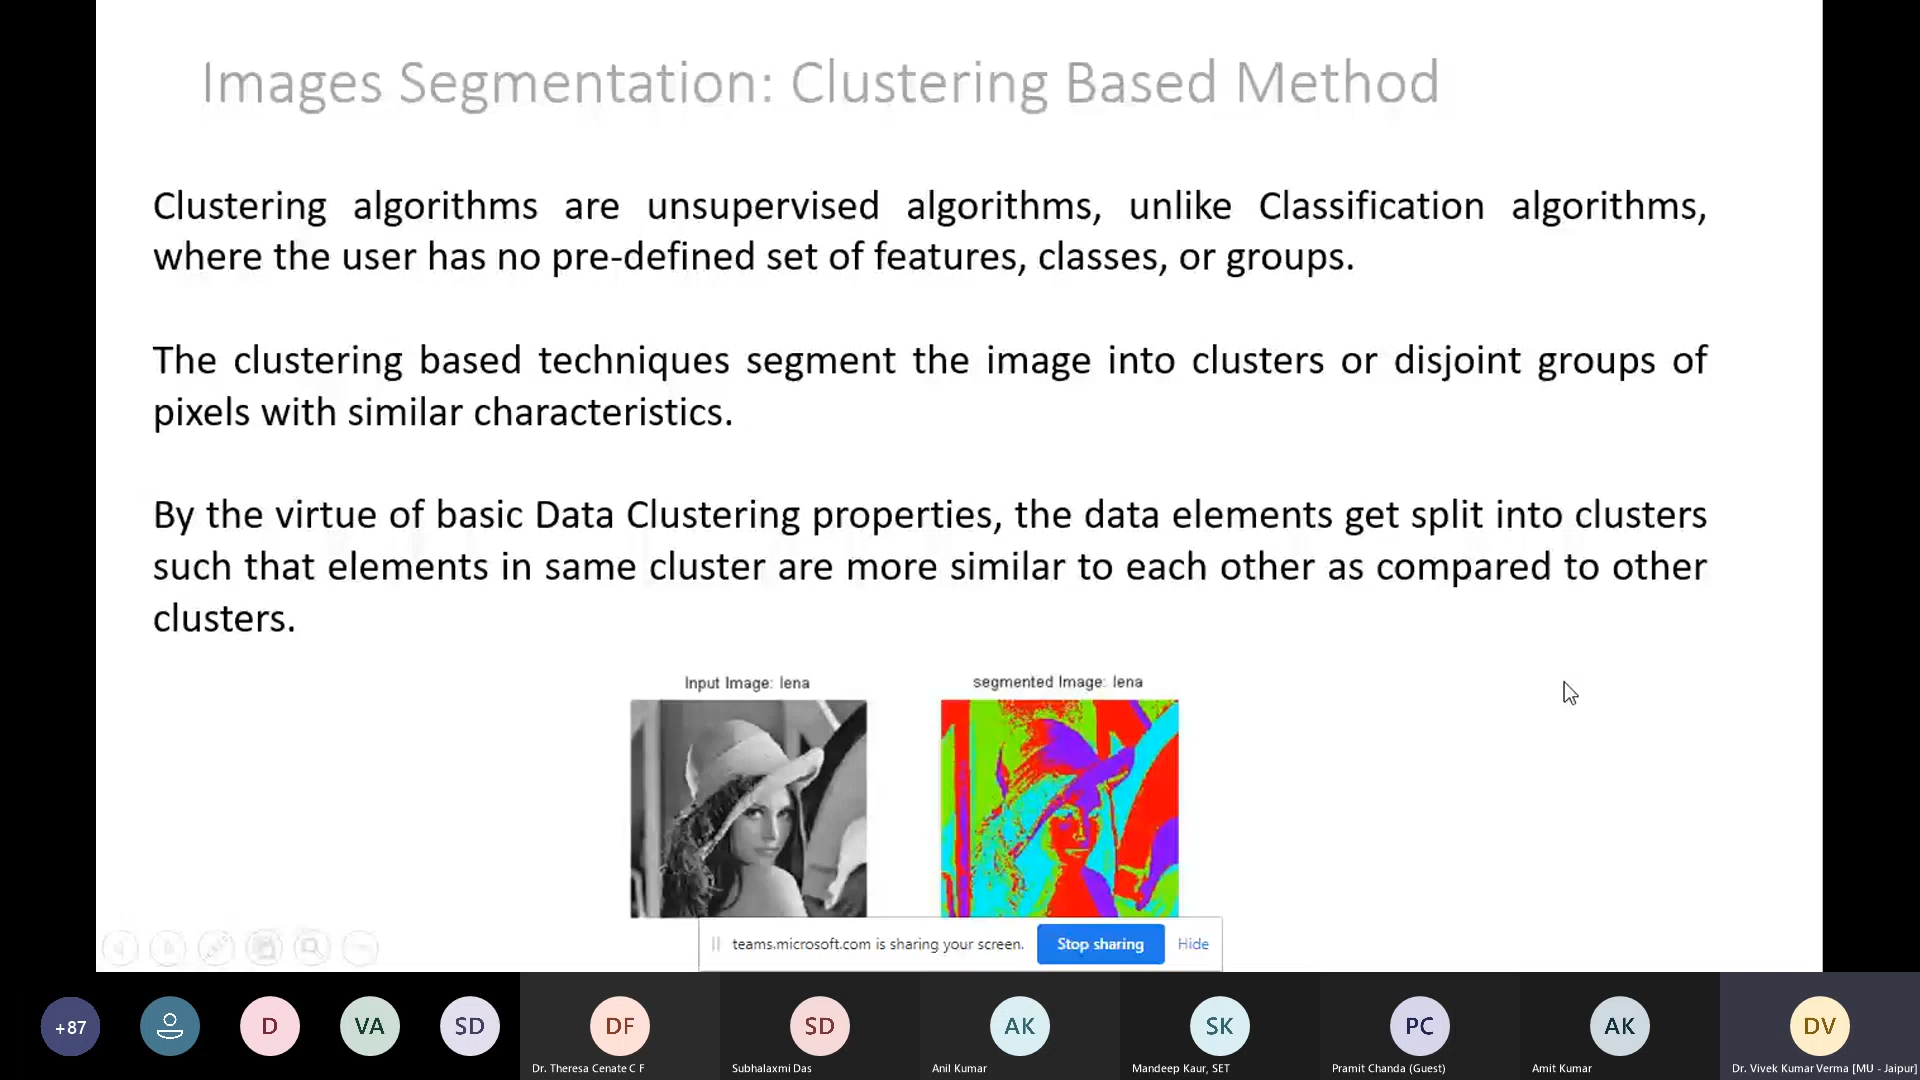 Images Segmentation: Clustering Based Method
Clustering algorithms are unsupervised algorithms, unlike Classification algorithms,
where the user has no pre-defined set of features, classes, or groups.
The clustering based techniques segment the image into clusters or disjoint groups of
pixels with similar characteristics.
By the virtue of basic Data Clustering properties, the data elements get split into clusters
such that elements in same cluster are more similar to each other as compared to other
clusters.
Input Image: lena
segmented Image: lena
teams.microsoft.com is sharing your screen.
Stop sharing
Hide
+87
D
VA
SD
DF
SD
AK
SK
PC
AK
DV
Dr. Theresa Cenate C F
Subhalaxmi Das
Anil Kumar
Mandeep Kaur, SET
Pramit Chanda (Guest)
Amit Kumar
Dr. Vivek Kumar Verma [MU - Jaipur]